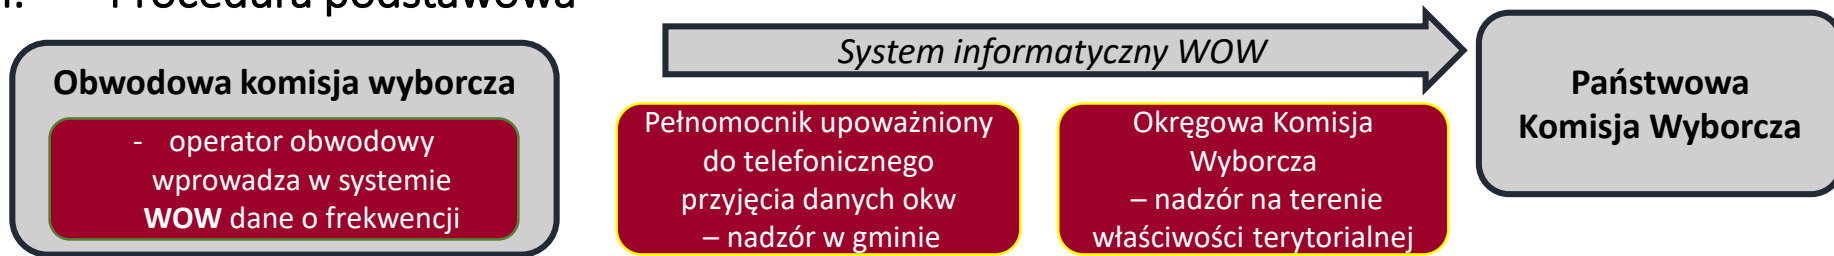 Procedura podstawowa
Obwodowa komisja wyborcza
- operator obwodowy
wprowadza w systemie
WOW dane o frekwencji
System informatyczny WOW
Pełnomocnik upoważniony
do telefonicznego
przyjęcia danych okw
– nadzór w gminie
Okręgowa Komisja
Wyborcza
– nadzór na terenie
właściwości terytorialnej
Państwowa
Komisja Wyborcza